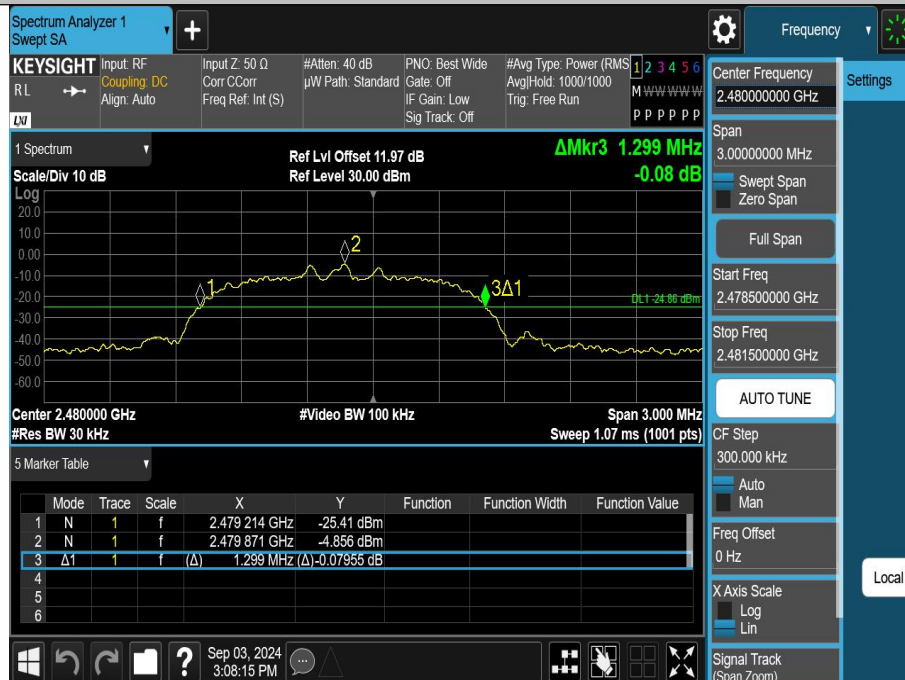 Spectrum Analyzer 1
Swept SA
+
Frequency
KEYSIGHT
RL
LXI
Input: RF
Coupling: DC
Align: Auto
Input Z: 50 Ω
Corr CCorr
Freq Ref: Int (S)
#Atten: 40 dB
µW Path: Standard
PNO: Best Wide
Gate: Off
IF Gain: Low
Sig Track: Off
#Avg Type: Power (RMS
Avg|Hold: 1000/1000
Trig: Free Run
1 2 3 4 5 6
M W W W W W
P P P P P P
1 Spectrum
Scale/Div 10 dB
Ref Lvl Offset 11.97 dB
Ref Level 30.00 dBm
ΔMkr3 1.299 MHz
-0.08 dB
Log
20.0
10.0
0.00
-10.0
-20.0
-30.0
-40.0
-50.0
-60.0
2
1
3Δ1
DL1 -24.86 dBm
Center 2.480000 GHz
#Video BW 100 kHz
Span 3.000 MHz
#Res BW 30 kHz
Sweep 1.07 ms (1001 pts)
5 Marker Table
Mode Trace Scale X Y Function Function Width Function Value
1 N 1 f 2.479 214 GHz -25.41 dBm
2 N 1 f 2.479 871 GHz -4.856 dBm
3 Δ1 1 f (Δ) 1.299 MHz (Δ) -0.07955 dB
4
5
6
?
Sep 03, 2024
3:08:15 PM
Center Frequency
2.480000000 GHz
Settings
Span
3.00000000 MHz
Swept Span
Zero Span
Full Span
Start Freq
2.478500000 GHz
Stop Freq
2.481500000 GHz
AUTO TUNE
CF Step
300.000 kHz
Auto
Man
Freq Offset
0 Hz
Local
X Axis Scale
Log
Lin
Signal Track
(Span Zoom)